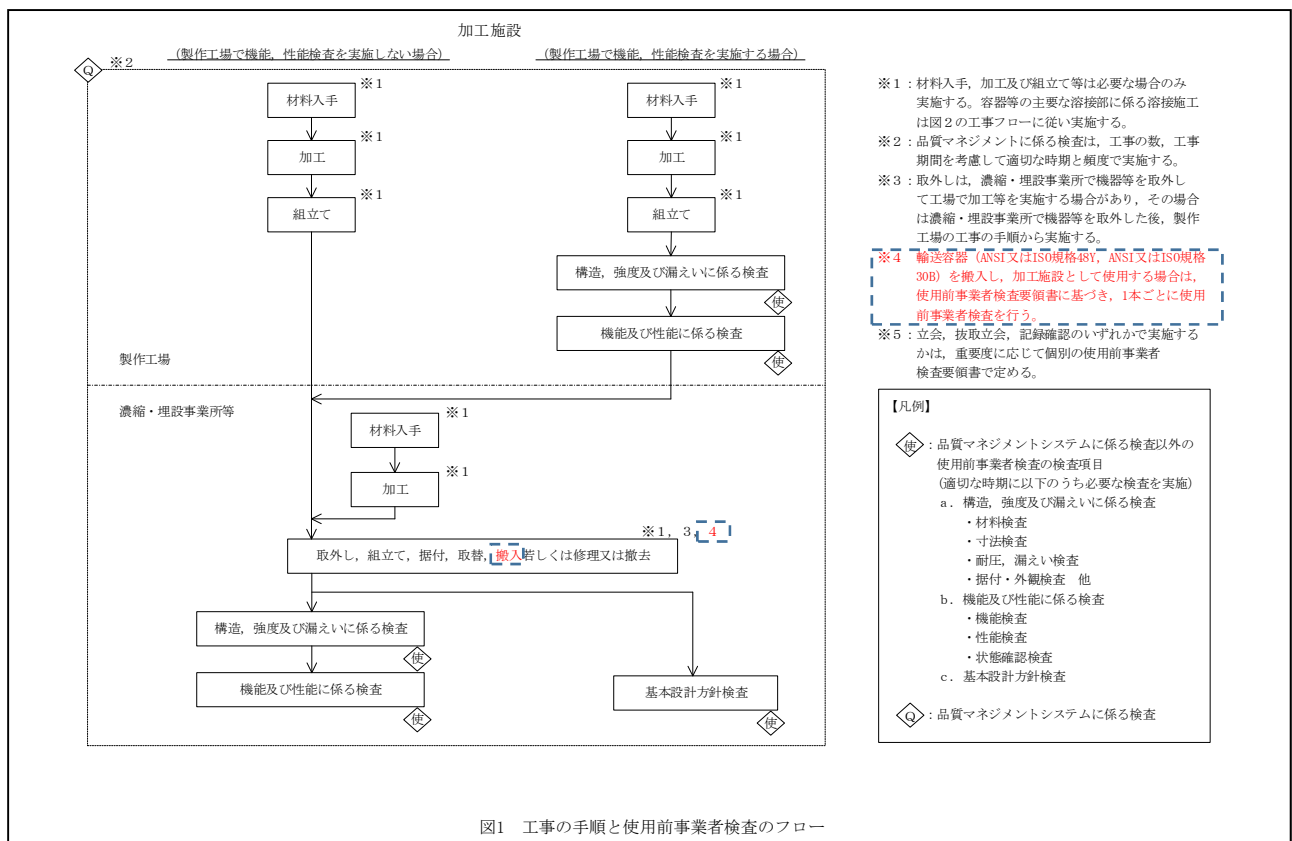 加工施設
（製作工場で機能，性能検査を実施しない場合）
（製作工場で機能，性能検査を実施する場合）
Q
※２
材料入手
※１
加工
※１
組立て
※１
材料入手
※１
加工
※１
組立て
※１
構造，強度及び漏えいに係る検査
使
機能及び性能に係る検査
使
製作工場
濃縮・埋設事業所等
材料入手
※１
加工
※１
※１，３，４
取外し，組立て，据付，取替，搬入若しくは修理又は撤去
構造，強度及び漏えいに係る検査
使
機能及び性能に係る検査
使
基本設計方針検査
使
※１：材料入手，加工及び組立て等は必要な場合のみ
実施する。容器等の主要な溶接部に係る溶接施工
は図２の工事フローに従い実施する。
※２：品質マネジメントに係る検査は，工事の数，工事
期間を考慮して適切な時期と頻度で実施する。
※３：取外しは，濃縮・埋設事業所で機器等を取外し
て工場で加工等を実施する場合があり，その場合
は濃縮・埋設事業所で機器等を取外した後，製作
工場の工事の手順から実施する。
※４　輸送容器（ANSI又はISO規格48Y，ANSI又はISO規格
30B）を搬入し，加工施設として使用する場合は，
使用前事業者検査要領書に基づき，1本ごとに使用
前事業者検査を行う。
※５：立会，抜取立会，記録確認のいずれかで実施する
かは，重要度に応じて個別の使用前事業者
検査要領書で定める。
【凡例】
使：品質マネジメントシステムに係る検査以外の
使用前事業者検査の検査項目
(適切な時期に以下のうち必要な検査を実施)
ａ．構造，強度及び漏えいに係る検査
・材料検査
・寸法検査
・耐圧，漏えい検査
・据付・外観検査　他
ｂ．機能及び性能に係る検査
・機能検査
・性能検査
・状態確認検査
ｃ．基本設計方針検査
Q：品質マネジメントシステムに係る検査
図1　工事の手順と使用前事業者検査のフロー